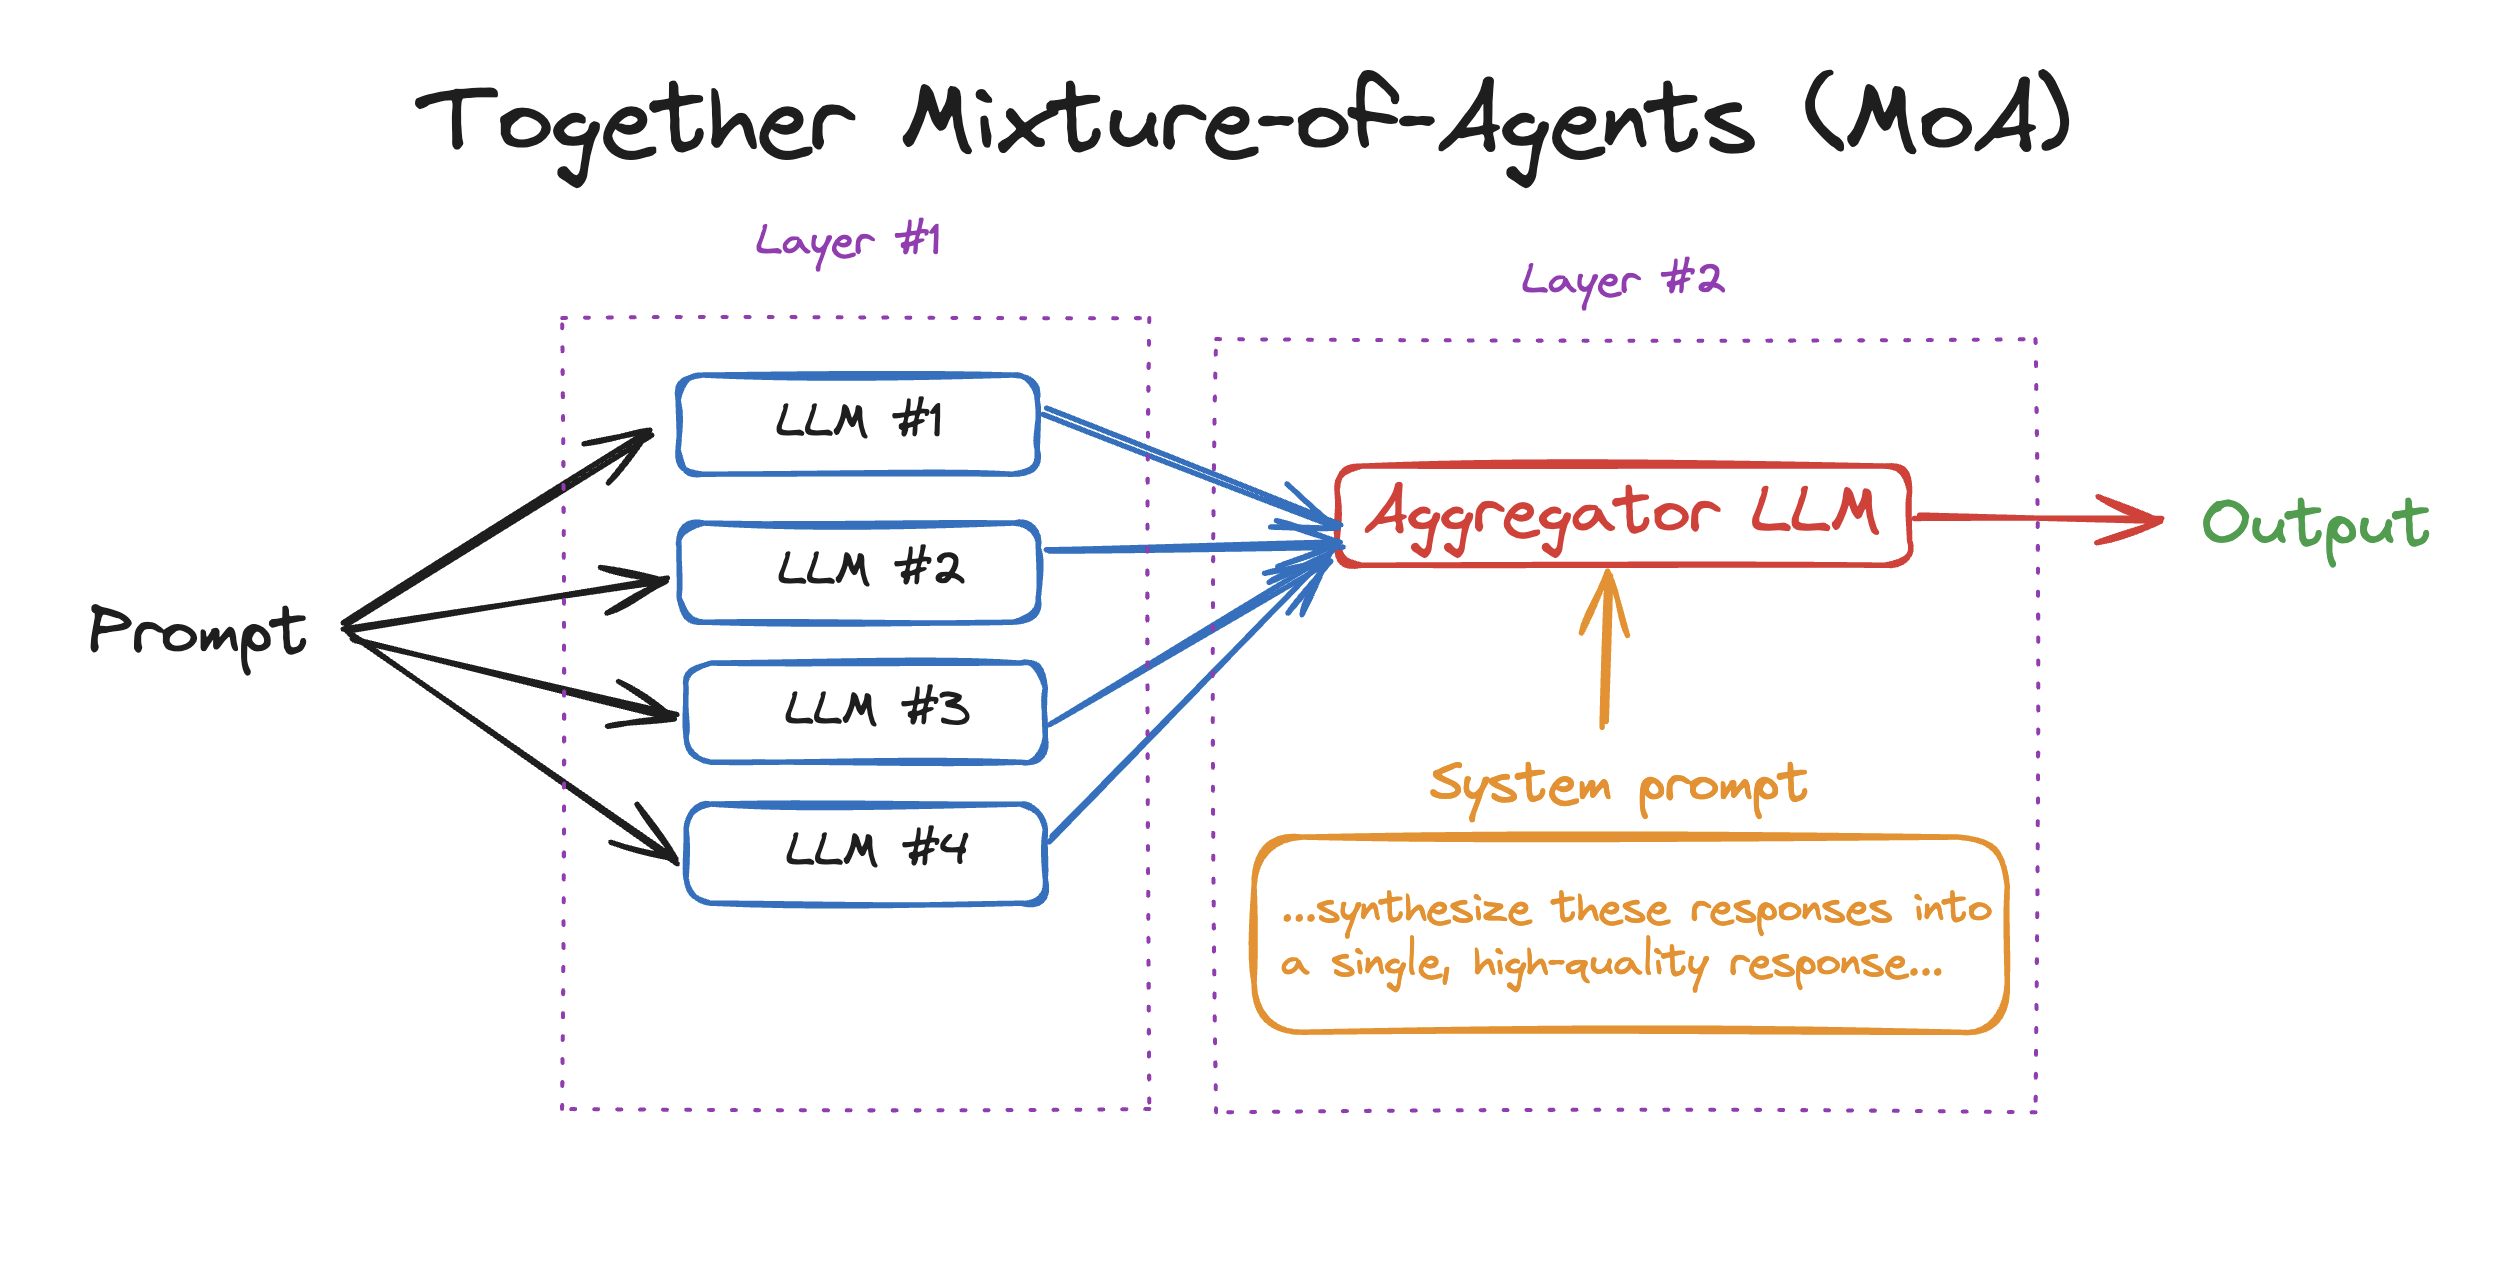 Together Mixture-of-Agents (MoA)
Layer #1
Layer #2
LLM #1
LLM #2
LLM #3
LLM #4
Prompt
Aggregator LLM
Output
System prompt
...synthesize these responses into
a single, high-quality response...